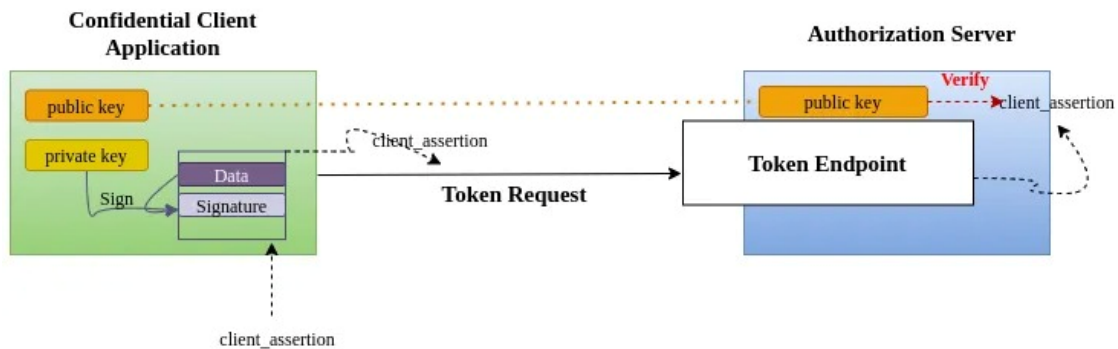 Confidential Client
Application
Authorization Server
public key
private key
Sign
Data
Signature
client_assertion
client_assertion
Token Request
public key
Verify
client_assertion
Token Endpoint